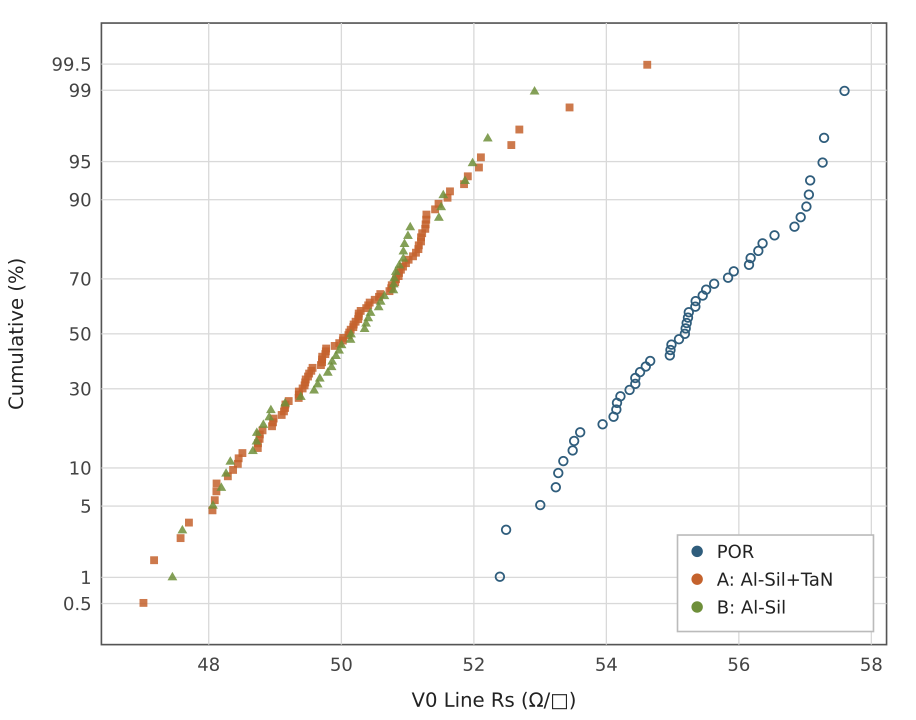 99.5
99
95
90
70
50
30
10
5
1
0.5
Cumulative (%)
POR
A: Al-Sil+TaN
B: Al-Sil
48 50 52 54 56 58
V0 Line Rs (Ω/□)